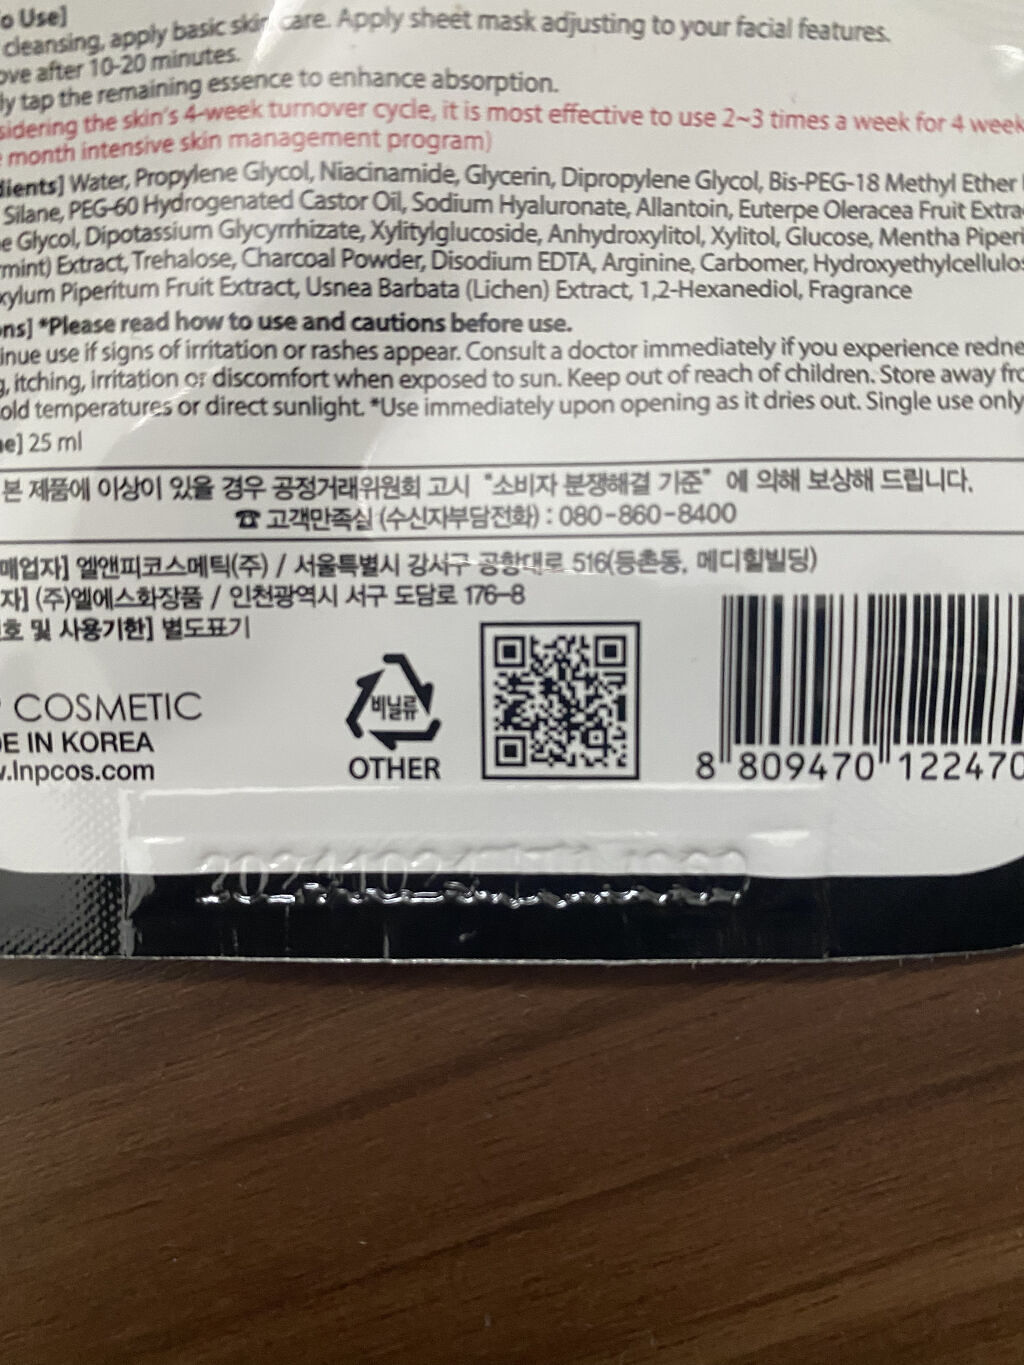 o Use]
cleansing, apply basic skin care. Apply sheet mask adjusting to your facial features.
ove after 10-20 minutes.
ly tap the remaining essence to enhance absorption.
sidering the skin's 4-week turnover cycle, it is most effective to use 2~3 times a week for 4 week
month intensive skin management program)
dients] Water, Propylene Glycol, Niacinamide, Glycerin, Dipropylene Glycol, Bis-PEG-18 Methyl Ether
Silane, PEG-60 Hydrogenated Castor Oil, Sodium Hyaluronate, Allantoin, Euterpe Oleracea Fruit Extra
e Glycol, Dipotassium Glycyrrhizate, Xylitylglucoside, Anhydroxylitol, Xylitol, Glucose, Mentha Piperi
rmint) Extract, Trehalose, Charcoal Powder, Disodium EDTA, Arginine, Carbomer, Hydroxyethylcellulos
xylum Piperitum Fruit Extract, Usnea Barbata (Lichen) Extract, 1,2-Hexanediol, Fragrance
ons] *Please read how to use and cautions before use.
inue use if signs of irritation or rashes appear. Consult a doctor immediately if you experience redne
g, itching, irritation or discomfort when exposed to sun. Keep out of reach of children. Store away fro
old temperatures or direct sunlight. *Use immediately upon opening as it dries out. Single use only
e] 25 ml
본 제품에 이상이 있을 경우 공정거래위원회 고시 "소비자 분쟁해결 기준" 에 의해 보상해 드립니다.
☎ 고객만족실 (수신자부담전화) : 080-860-8400
매업자] 엘앤피코스메틱(주) / 서울특별시 강서구 공항대로 516(등촌동, 메디힐빌딩)
자] (주)엘에스화장품 / 인천광역시 서구 도담로 176-8
호 및 사용기한] 별도표기
COSMETIC
E IN KOREA
.lnpcos.com
비닐류
OTHER
8 809470 122470